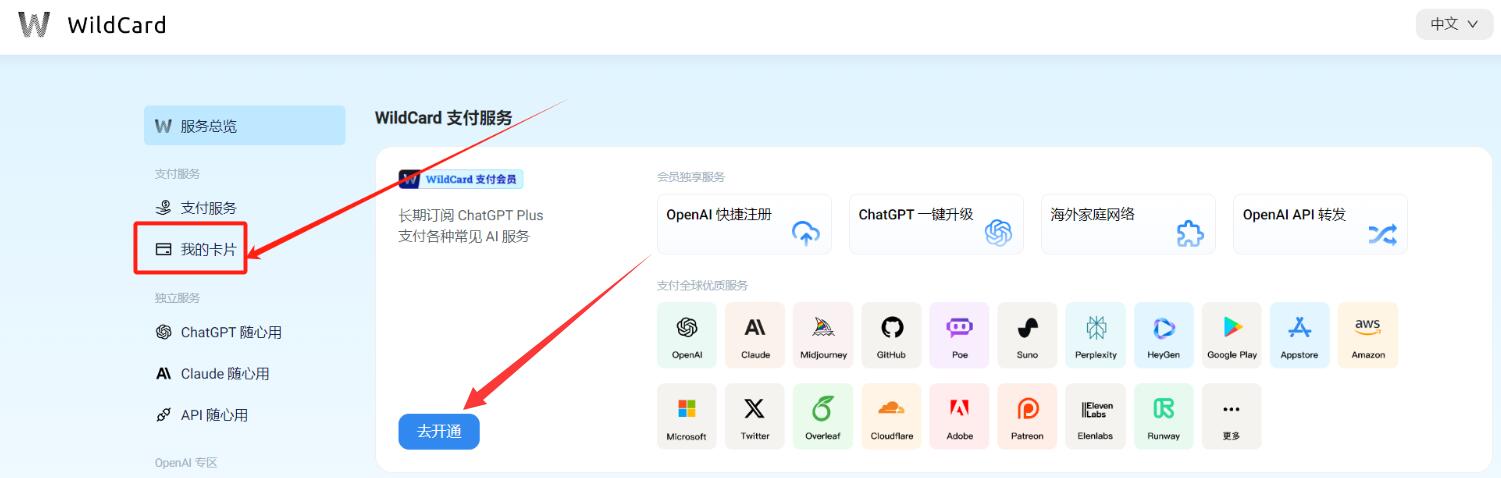 WildCard
中文
服务总览
支付服务
支付服务
我的卡片
独立服务
ChatGPT 随心用
Claude 随心用
API 随心用
OpenAI 专区
WildCard 支付服务
W WildCard 支付会员
长期订阅 ChatGPT Plus
支付各种常见 AI 服务
去开通
会员独享服务
OpenAI 快捷注册
ChatGPT 一键升级
海外家庭网络
OpenAI API 转发
支付全球优质服务
OpenAI
Claude
Midjourney
GitHub
Poe
Suno
Perplexity
HeyGen
Google Play
Appstore
aws
Amazon
Microsoft
Twitter
Overleaf
Cloudflare
Adobe
Patreon
IIEleven
Labs
Elenlabs
Runway
更多